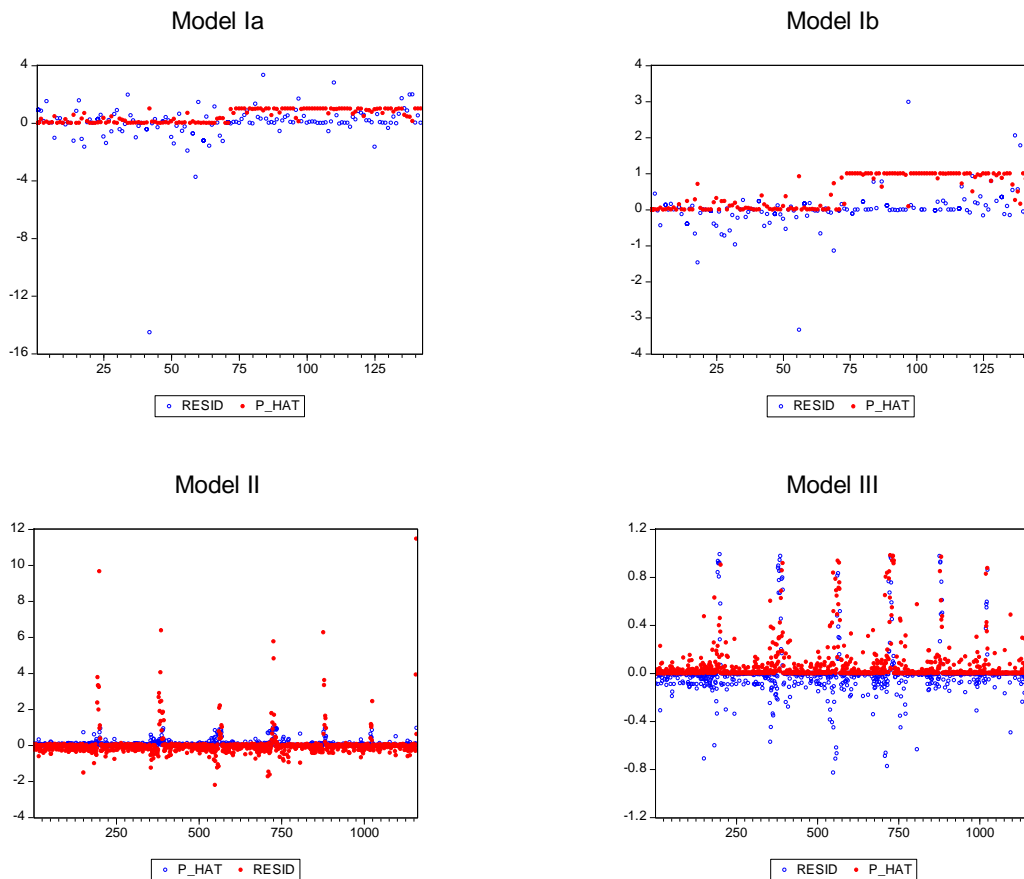 Model Ia
4
0
-4
-8
-12
-16
25 50 75 100 125
RESID P_HAT
Model Ib
4
3
2
1
0
-1
-2
-3
-4
25 50 75 100 125
RESID P_HAT
Model II
12
10
8
6
4
2
0
-2
-4
250 500 750 1000
P_HAT RESID
Model III
1.2
0.8
0.4
0.0
-0.4
-0.8
-1.2
250 500 750 1000
RESID P_HAT